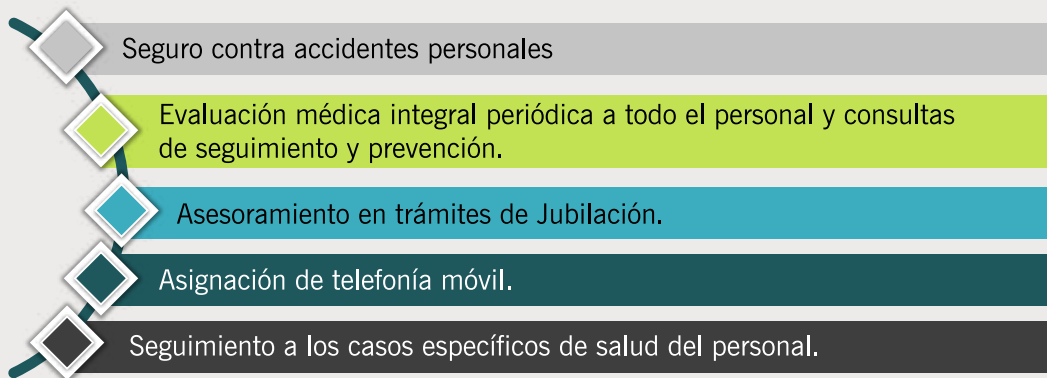 Seguro contra accidentes personales
Evaluación médica integral periódica a todo el personal y consultas
de seguimiento y prevención.
Asesoramiento en trámites de Jubilación.
Asignación de telefonía móvil.
Seguimiento a los casos específicos de salud del personal.